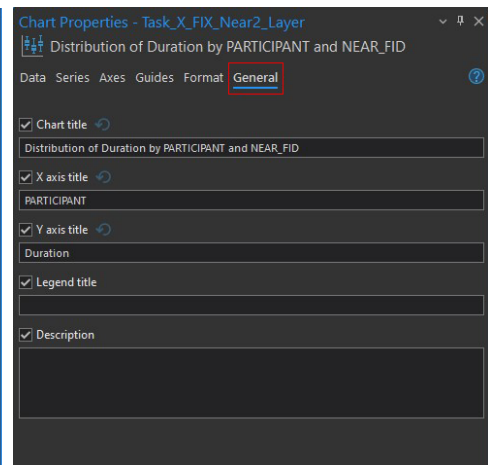 Chart Properties - Task_X_FIX_Near2_Layer
Distribution of Duration by PARTICIPANT and NEAR_FID
Data Series Axes Guides Format General
Chart title
Distribution of Duration by PARTICIPANT and NEAR_FID
X axis title
PARTICIPANT
Y axis title
Duration
Legend title
Description